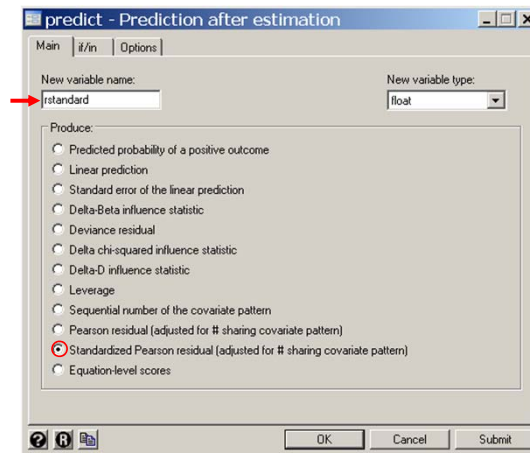 predict - Prediction after estimation
Main if/in Options
New variable name: New variable type:
rstandard float
Produce:
Predicted probability of a positive outcome
Linear prediction
Standard error of the linear prediction
Delta-Beta influence statistic
Deviance residual
Delta chi-squared influence statistic
Delta-D influence statistic
Leverage
Sequential number of the covariate pattern
Pearson residual (adjusted for # sharing covariate pattern)
Standardized Pearson residual (adjusted for # sharing covariate pattern)
Equation-level scores
? R OK Cancel Submit